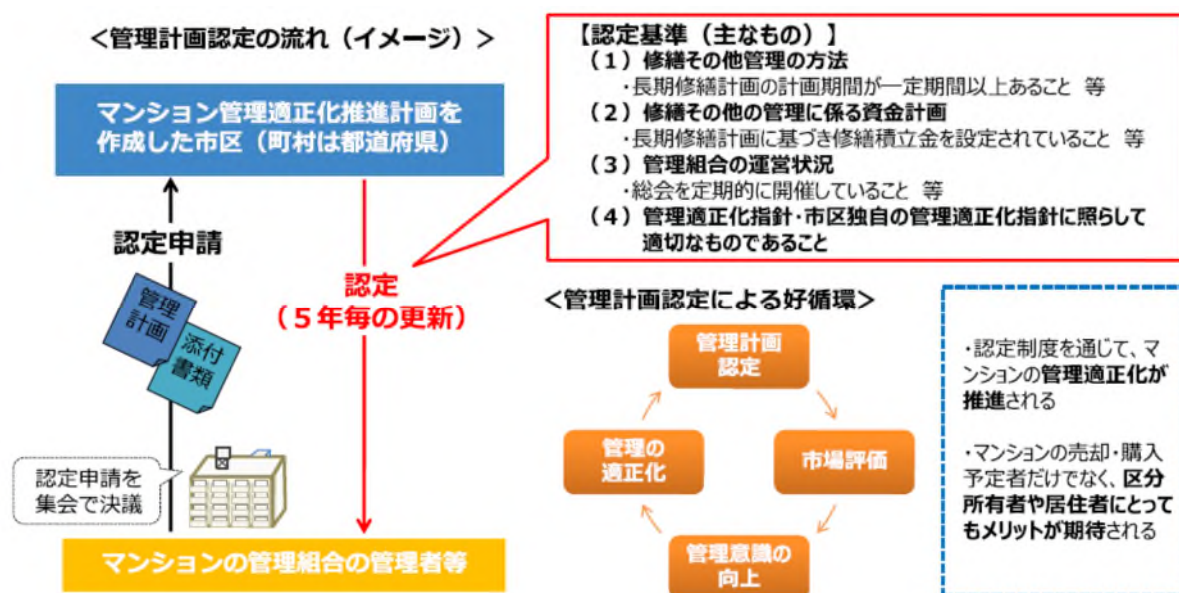 <管理計画認定の流れ（イメージ）>
マンション管理適正化推進計画を
作成した市区（町村は都道府県）
認定申請
管理
計画
添付
書類
認定
（５年毎の更新）
認定申請を
集会で決議
マンションの管理組合の管理者等
【認定基準（主なもの）】
（１）修繕その他管理の方法
・長期修繕計画の計画期間が一定期間以上あること 等
（２）修繕その他の管理に係る資金計画
・長期修繕計画に基づき修繕積立金を設定されていること 等
（３）管理組合の運営状況
・総会を定期的に開催していること 等
（４）管理適正化指針・市区独自の管理適正化指針に照らして
適切なものであること
<管理計画認定による好循環>
管理計画
認定
市場評価
管理意識の
向上
管理の
適正化
・認定制度を通じて、マ
ンションの管理適正化が
推進される
・マンションの売却・購入
予定者だけでなく、区分
所有者や居住者にとって
もメリットが期待される